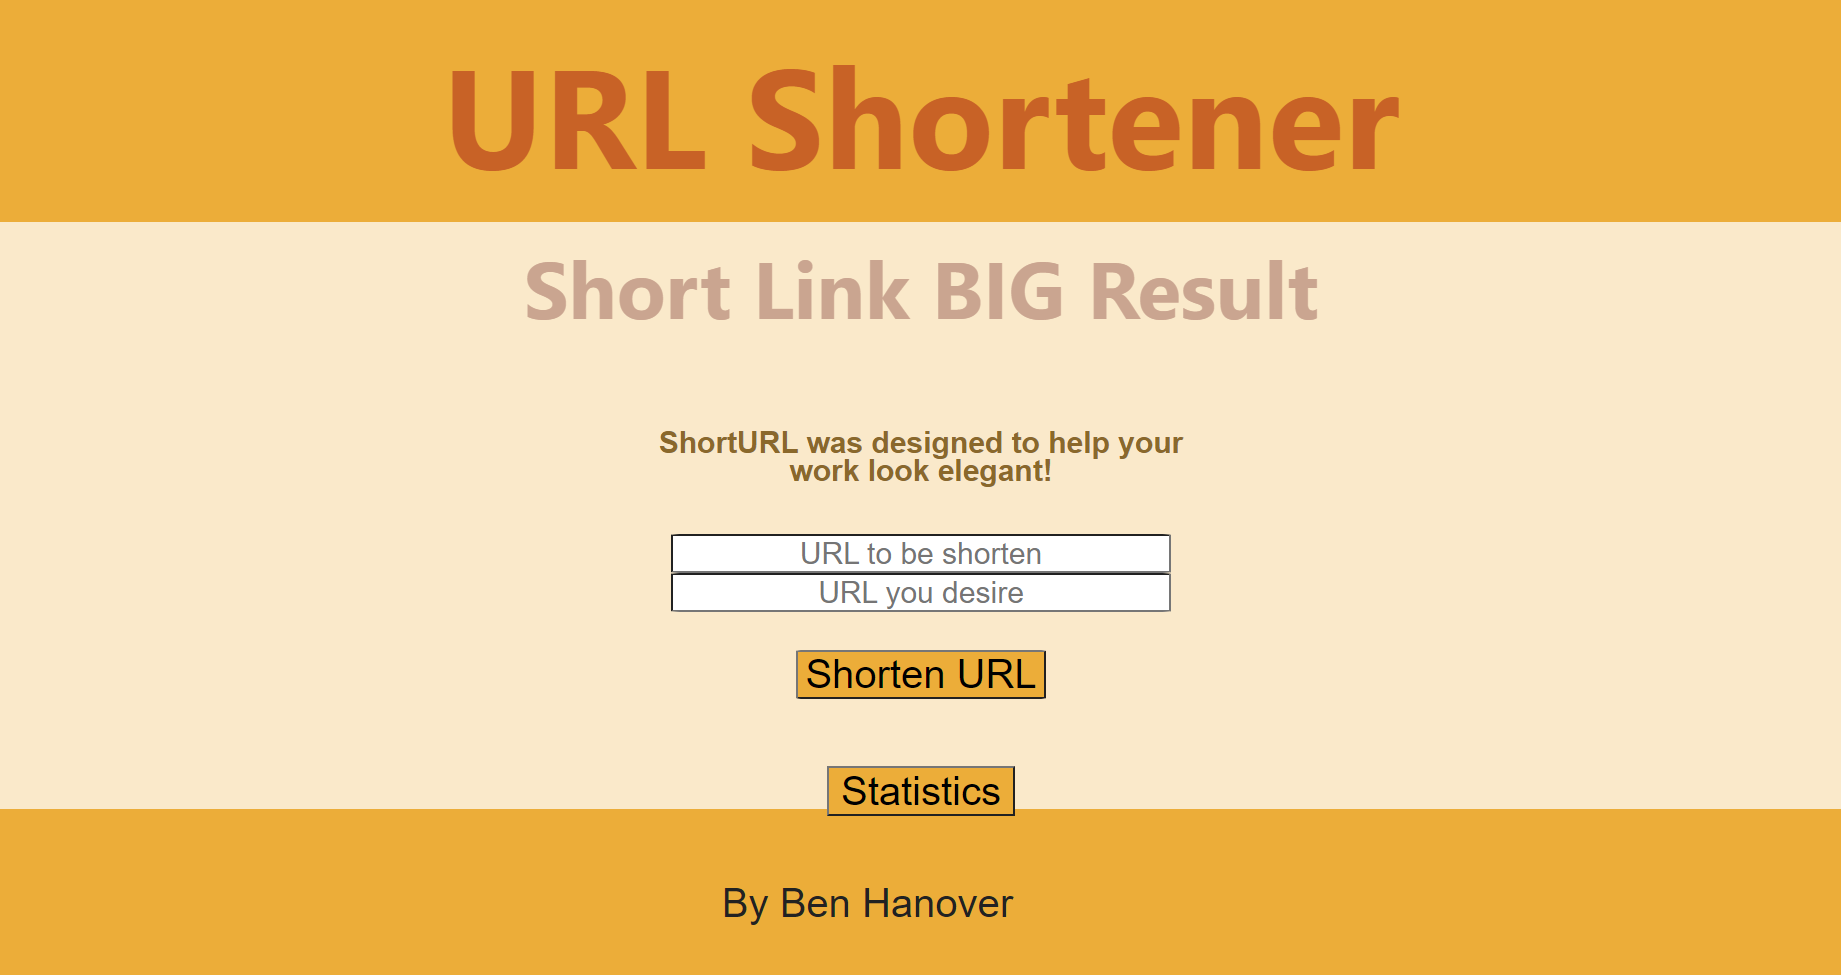 URL Shortener
Short Link BIG Result
ShortURL was designed to help your
work look elegant!
URL to be shorten
URL you desire
Shorten URL
Statistics
By Ben Hanover